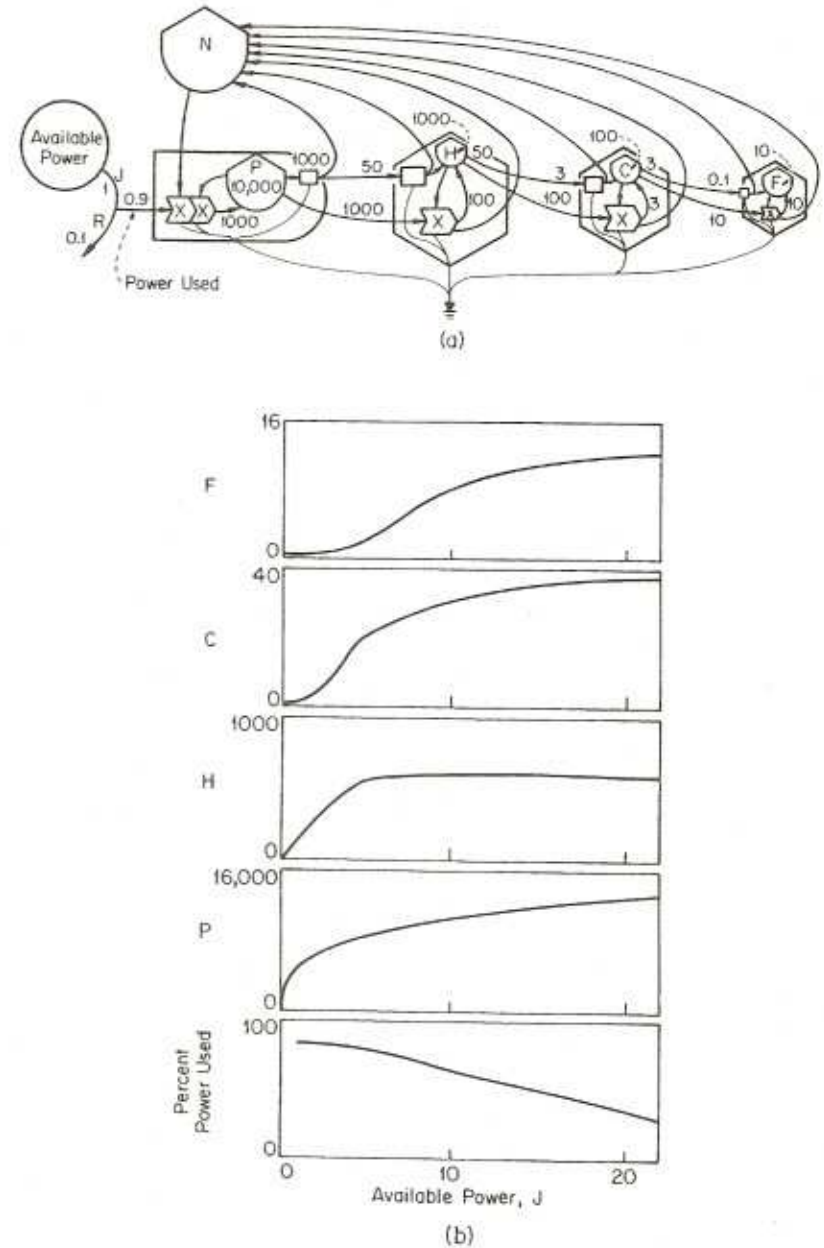 N
Available
Power
J
1
0.9
R
0.1
Power Used
X X
P
10,000
1000
1000
1000
50
1000
H
50
X
100
3
100
100
C
3
X
3
0.1
10
10
F
X
10
(a)
16
F
0
40
C
0
1000
H
0
16,000
P
0
100
Percent
Power Used
0
0
10
20
Available Power, J
(b)